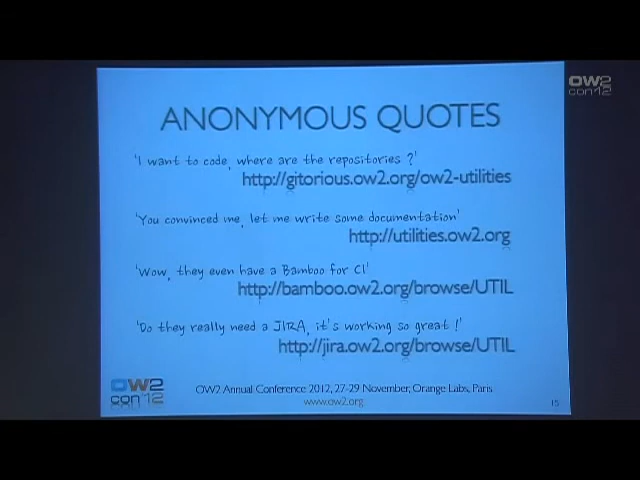 OW2
con'12
ANONYMOUS QUOTES
'I want to code, where are the repositories ?'
http://gitorious.ow2.org/ow2-utilities
'You convinced me, let me write some documentation'
http://utilities.ow2.org
'Wow, they even have a Bamboo for CI'
http://bamboo.ow2.org/browse/UTIL
'Do they really need a JIRA, it's working so great !'
http://jira.ow2.org/browse/UTIL
OW2
con'12
OW2 Annual Conference 2012, 27-29 November, Orange Labs, Paris
www.ow2.org
15